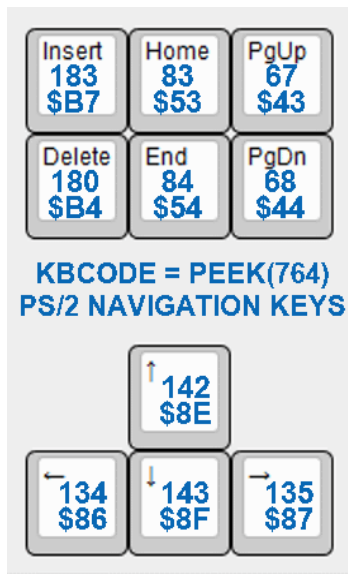 Insert Home PgUp
183 83 67
$B7 $53 $43
Delete End PgDn
180 84 68
$B4 $54 $44
KBCODE = PEEK(764)
PS/2 NAVIGATION KEYS
↑
142
$8E
← ↓ →
134 143 135
$86 $8F $87